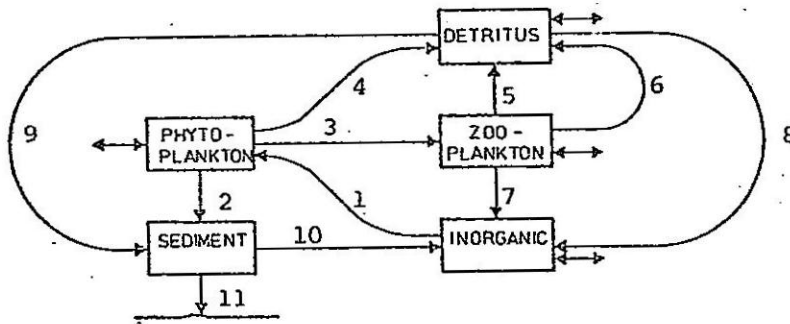 DETRITUS
4
5
6
9
PHYTO-
PLANKTON
3
ZOO-
PLANKTON
8
2
1
7
SEDIMENT
10
INORGANIC
11